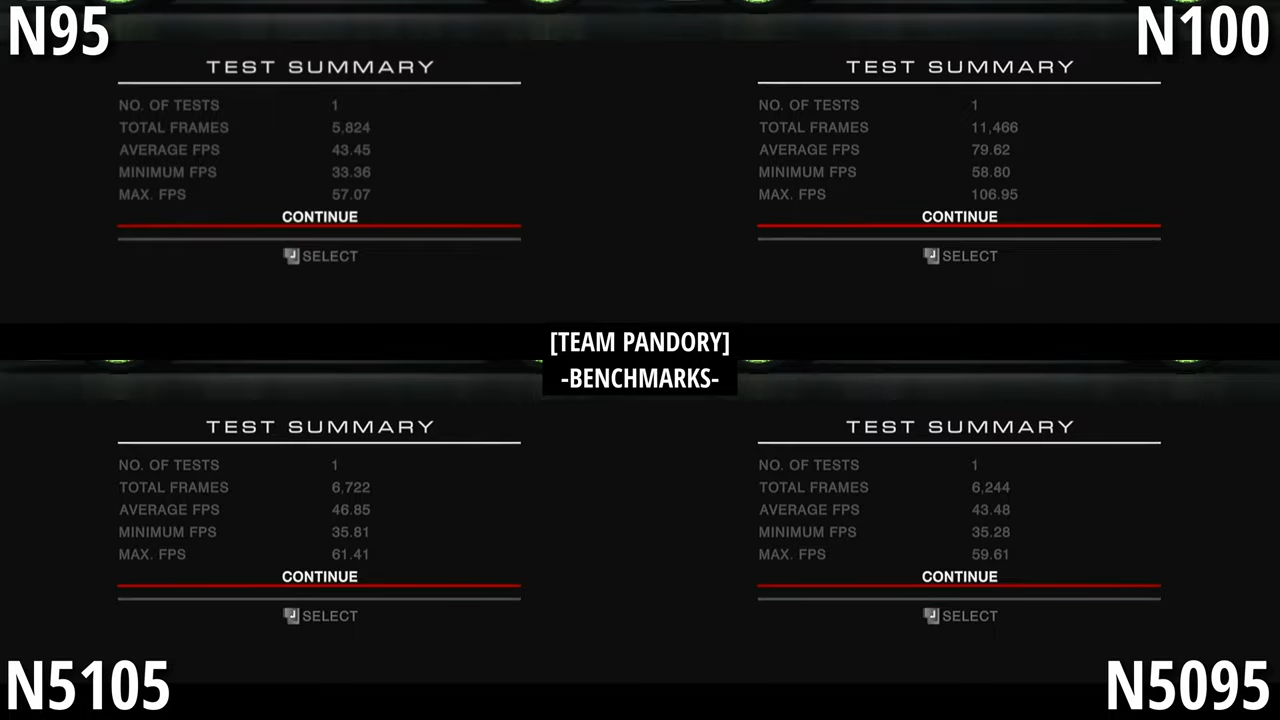 N95
TEST SUMMARY
NO. OF TESTS 1
TOTAL FRAMES 5,824
AVERAGE FPS 43.45
MINIMUM FPS 33.36
MAX. FPS 57.07
CONTINUE
SELECT
N100
TEST SUMMARY
NO. OF TESTS 1
TOTAL FRAMES 11,466
AVERAGE FPS 79.62
MINIMUM FPS 58.80
MAX. FPS 106.95
CONTINUE
SELECT
[TEAM PANDORY]
-BENCHMARKS-
TEST SUMMARY
NO. OF TESTS 1
TOTAL FRAMES 6,722
AVERAGE FPS 46.85
MINIMUM FPS 35.81
MAX. FPS 61.41
CONTINUE
SELECT
N5105
TEST SUMMARY
NO. OF TESTS 1
TOTAL FRAMES 6,244
AVERAGE FPS 43.48
MINIMUM FPS 35.28
MAX. FPS 59.61
CONTINUE
SELECT
N5095